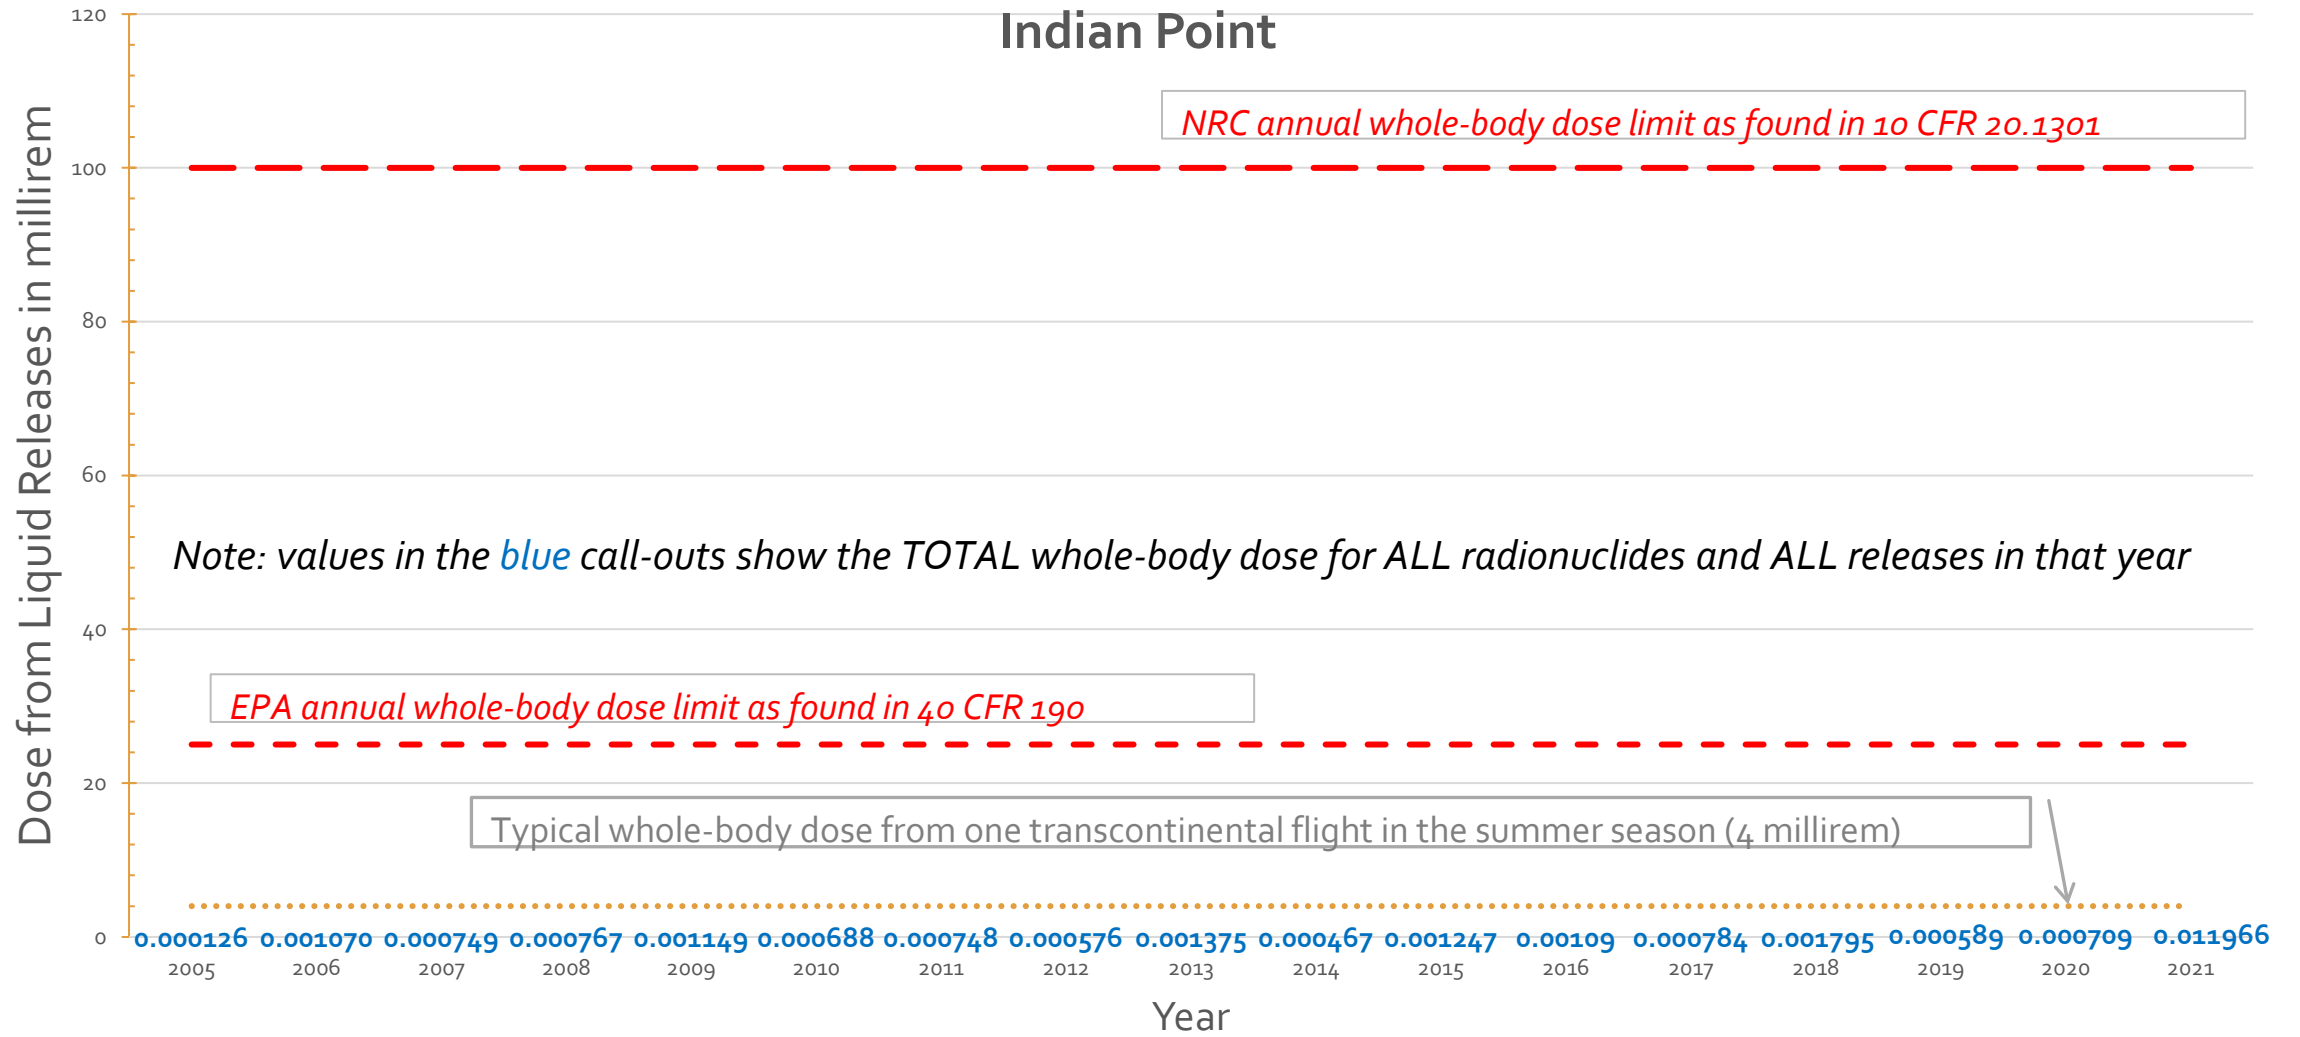 Indian Point
Dose from Liquid Releases in millirem
120
100
80
60
40
20
0
NRC annual whole-body dose limit as found in 10 CFR 20.1301
Note: values in the blue call-outs show the TOTAL whole-body dose for ALL radionuclides and ALL releases in that year
EPA annual whole-body dose limit as found in 40 CFR 190
Typical whole-body dose from one transcontinental flight in the summer season (4 millirem)
0.000126 0.001070 0.000749 0.000767 0.001149 0.000688 0.000748 0.000576 0.001375 0.000467 0.001247 0.00109 0.000784 0.001795 0.000589 0.000709 0.011966
2005 2006 2007 2008 2009 2010 2011 2012 2013 2014 2015 2016 2017 2018 2019 2020 2021
Year